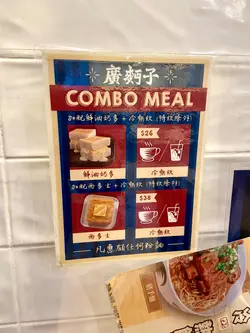 廣麵子
COMBO MEAL
加配鮮油奶多 + 冷熱飲 (特飲除外)
$26
鮮油奶多
冷熱飲
加配西多士 + 冷熱飲 (特飲除外)
$38
西多士
冷熱飲
凡惠顧任何粉麵